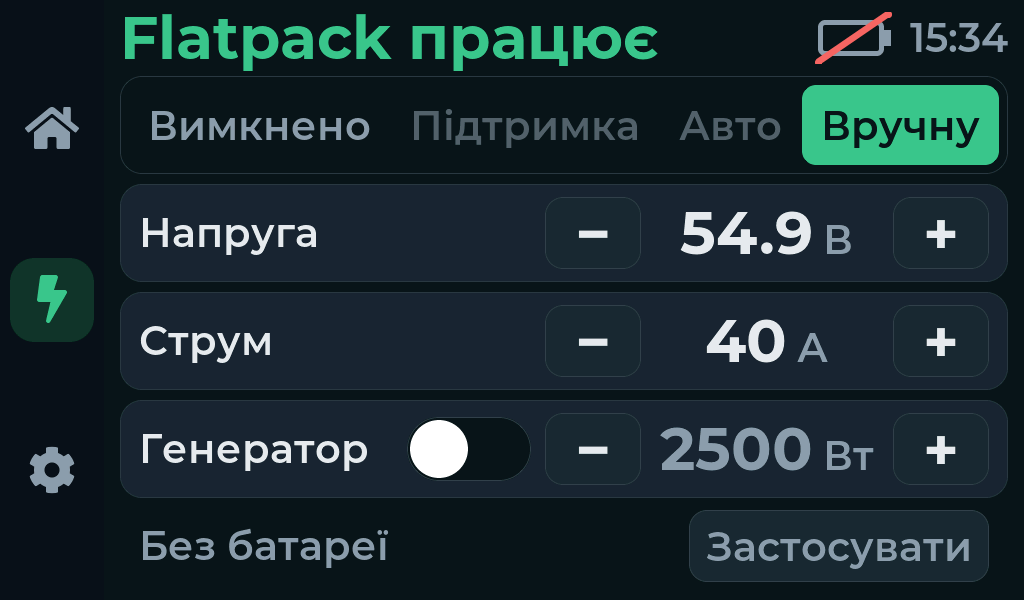 Flatpack працює 15:34
Вимкнено Підтримка Авто Вручну
Напруга − 54.9 В +
Струм − 40 А +
Генератор − 2500 Вт +
Без батареї Застосувати